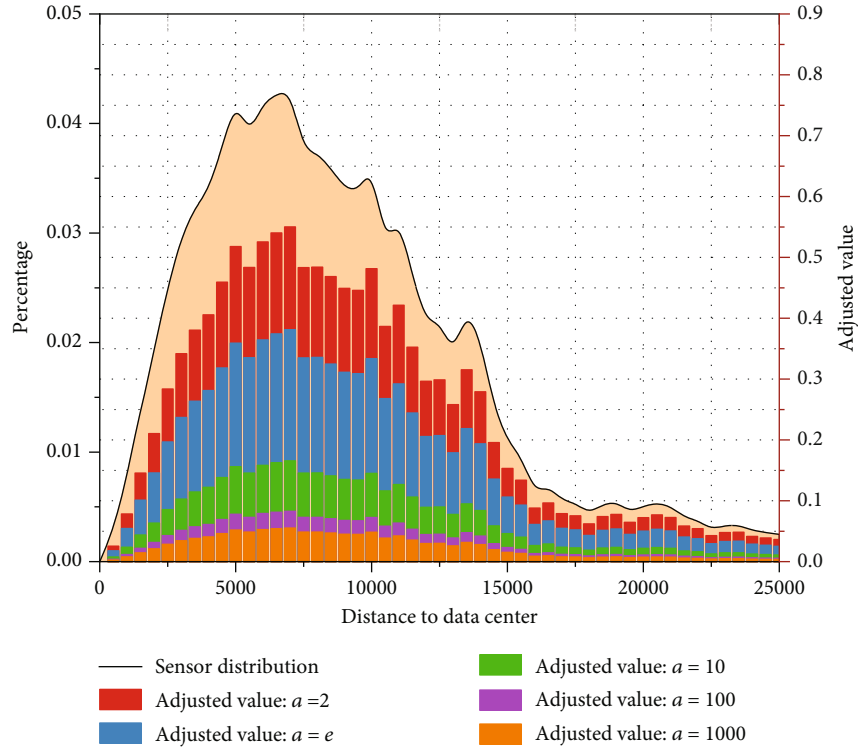 0.05
0.04
0.03
0.02
0.01
0.00
Percentage
0.9
0.8
0.7
0.6
0.5
0.4
0.3
0.2
0.1
0.0
Adjusted value
0 5000 10000 15000 20000 25000
Distance to data center
Sensor distribution
Adjusted value: a =2
Adjusted value: a = e
Adjusted value: a = 10
Adjusted value: a = 100
Adjusted value: a = 1000